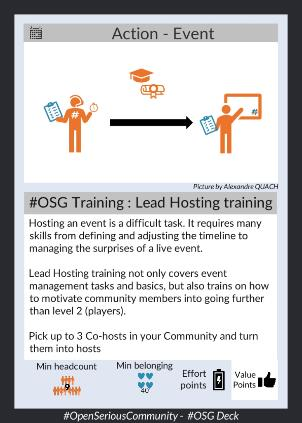 Action - Event
#
#
Picture by Alexandre QUACH
#OSG Training : Lead Hosting training
Hosting an event is a difficult task. It requires many
skills from defining and adjusting the timeline to
managing the surprises of a live event.
Lead Hosting training not only covers event
management tasks and basics, but also trains on how
to motivate community members into going further
than level 2 (players).
Pick up to 3 Co-hosts in your Community and turn
them into hosts
Min headcount
9
Min belonging
40
Effort
points
Value
Points
#OpenSeriousCommunity - #OSG Deck